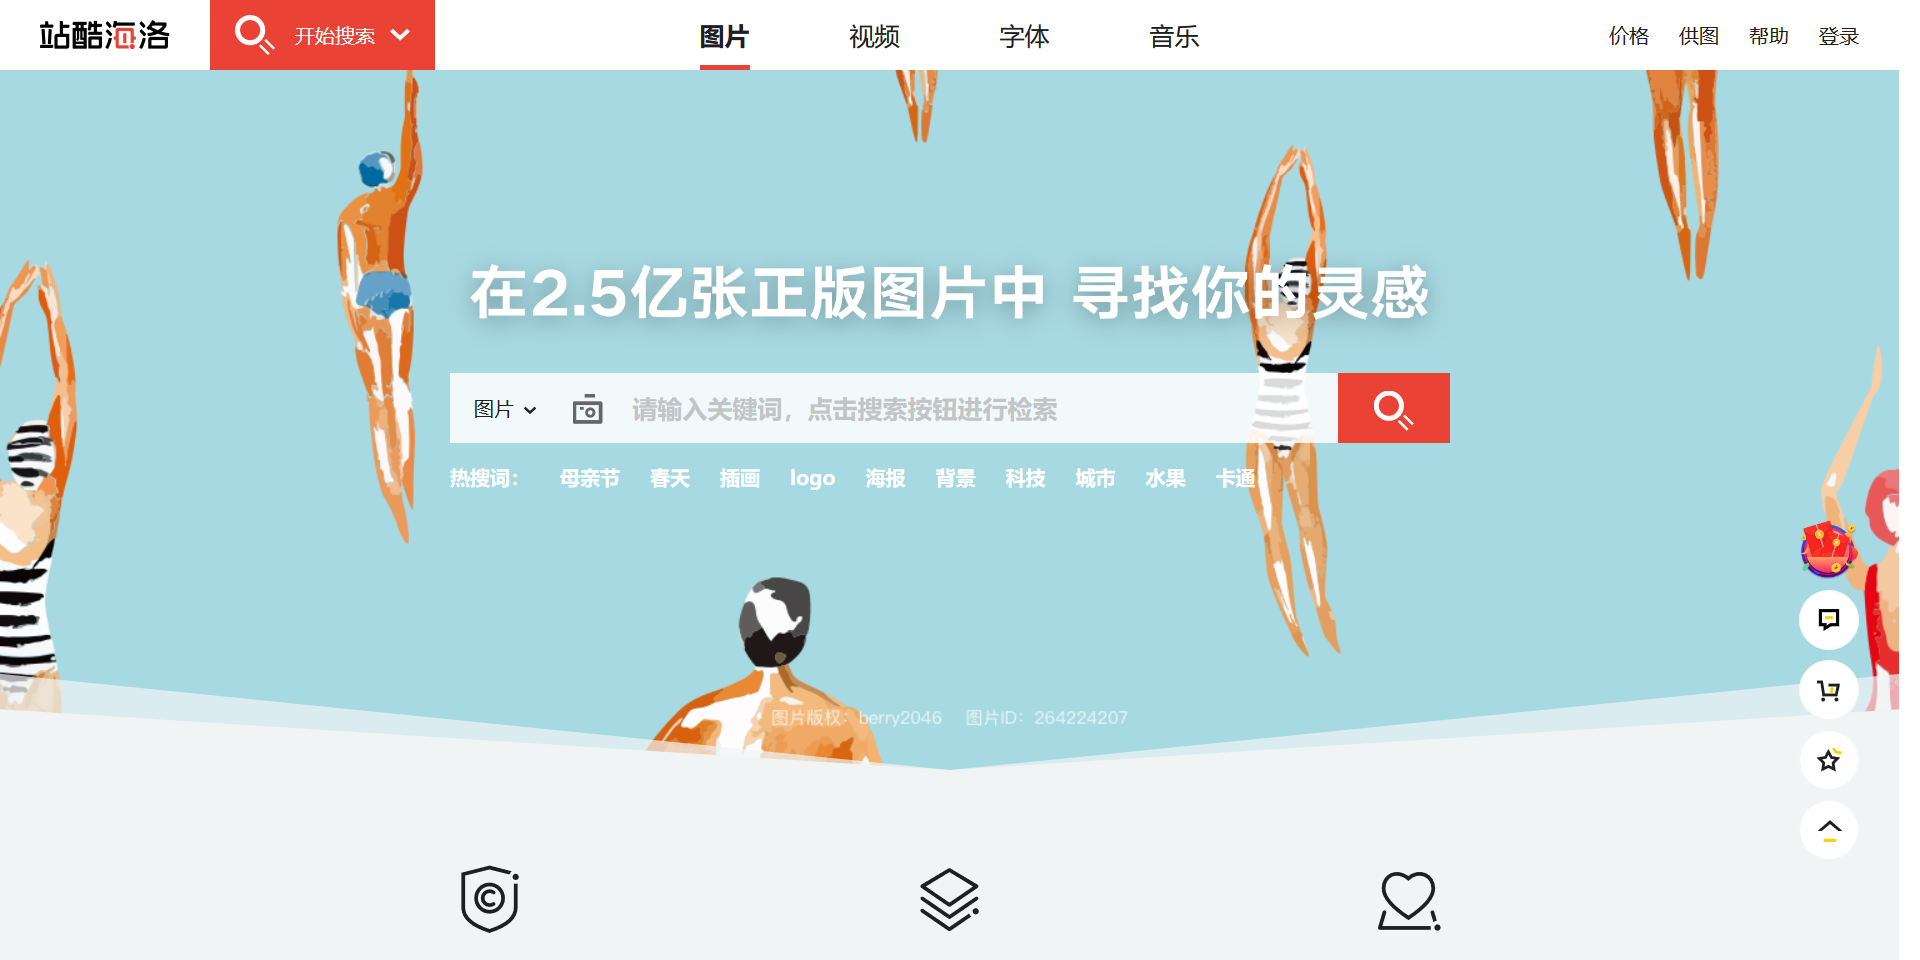 站酷海洛
开始搜索
图片 视频 字体 音乐
价格 供图 帮助 登录
在2.5亿张正版图片中 寻找你的灵感
图片 请输入关键词，点击搜索按钮进行检索
热搜词： 母亲节 春天 插画 logo 海报 背景 科技 城市 水果 卡通
图片版权：berry2046 图片ID：264224207